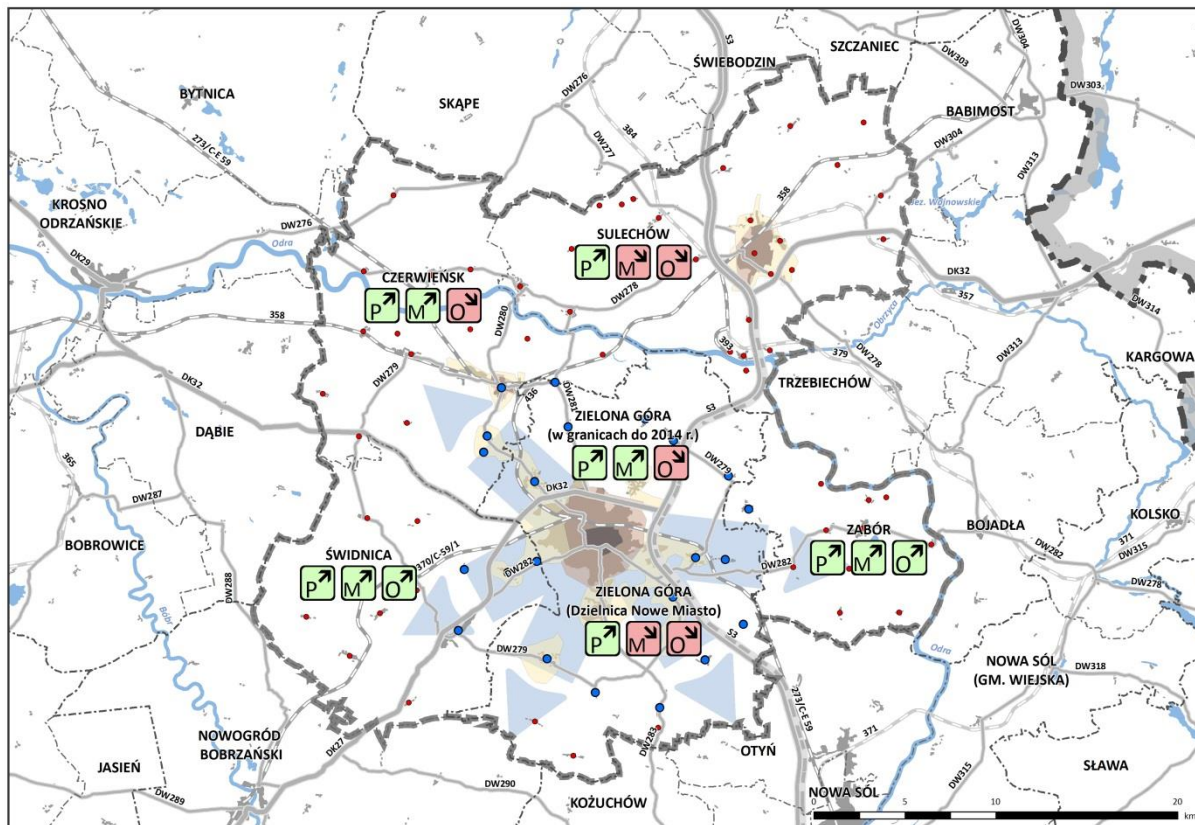 SZCZANIEC
S3
DW304
DW303
ŚWIEBODZIN
BYTNICA
SKĄPE
DW276
384
DW303
BABIMOST
DW304
273/C-E 59
DW277
358
DW313
KROSNO
ODRZAŃSKIE
DW276
Jez. Wojnowskie
Odra
DK29
SULECHÓW
P M O
CZERWIEŃSK
P M O
DW278
DK32
357
DW314
Obrzyca
358
DW280
393
379
DW278
DW313
KARGOWA
DW279
TRZEBIECHÓW
DK32
436
DW281
S3
ZIELONA GÓRA
(w granicach do 2014 r.)
P M O
DĄBIE
365
DW279
DK32
DW287
ZABÓR
P M O
BOJADŁA
KOLSKO
BOBROWICE
ŚWIDNICA
P M O
370/C-59/1
DW282
DW282
DW282
371
DW315
DW278
DW288
ZIELONA GÓRA
(Dzielnica Nowe Miasto)
P M O
Bóbr
S3
DW279
Odra
NOWA SÓL
(GM. WIEJSKA)
DW318
273/C-E 59
NOWOGRÓD
BOBRZAŃSKI
DK27
DW283
OTYŃ
371
JASIEŃ
DW290
DW315
SŁAWA
DW289
KOŻUCHÓW
NOWA SÓL
0 5 10 20
km